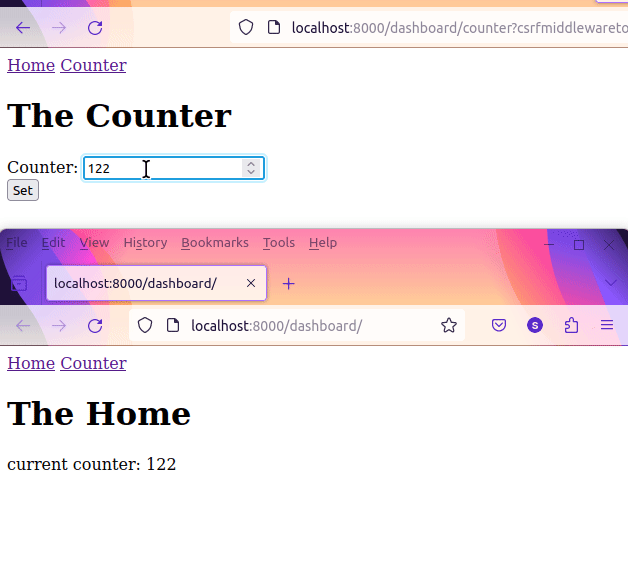 localhost:8000/dashboard/counter?csrfmiddlewareto
Home Counter
The Counter
Counter: 122
Set
File Edit View History Bookmarks Tools Help
localhost:8000/dashboard/
localhost:8000/dashboard/
S
Home Counter
The Home
current counter: 122